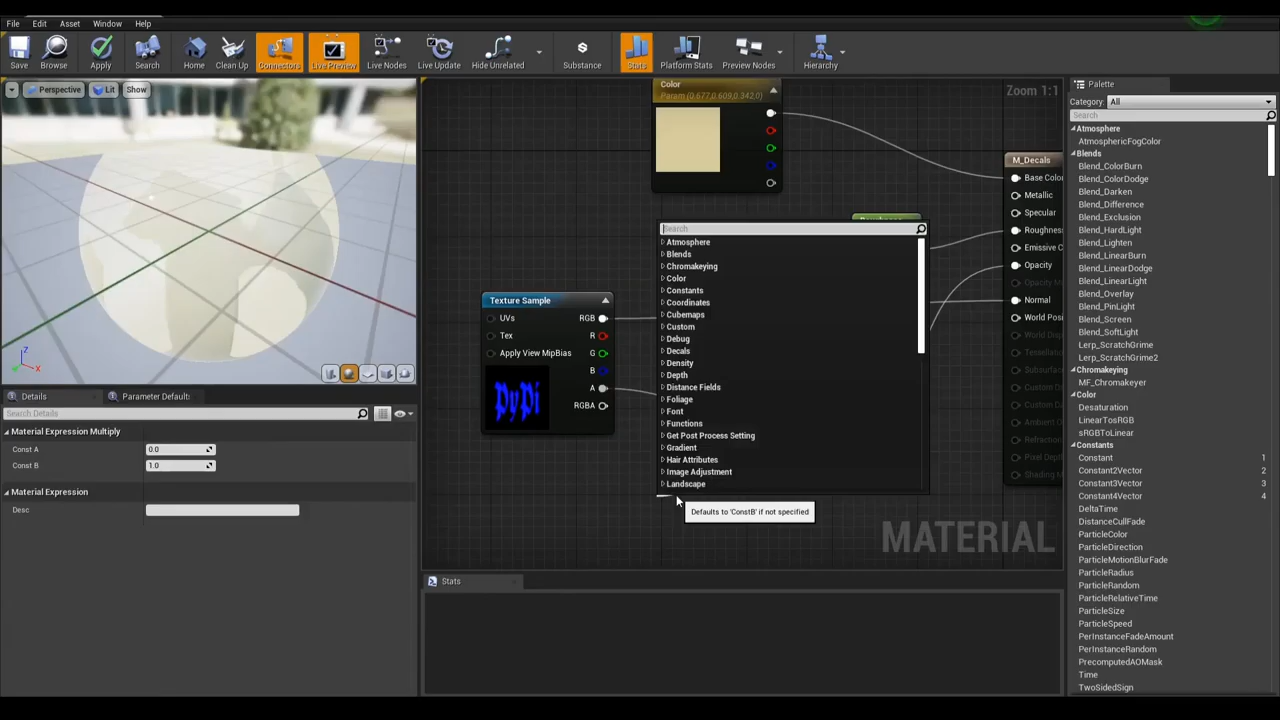 File Edit Asset Window Help
Save Browse Apply Search Home Clean Up Connectors Live Preview Live Nodes Live Update Hide Unrelated Substance Stats Platform Stats Preview Nodes Hierarchy
Perspective Lit Show
Z
X
Details Parameter Default:
Search Details
Material Expression Multiply
Const A 0.0
Const B 1.0
Material Expression
Desc
Color
Param (0.677,0.609,0.342,0)
Zoom 1:1
Texture Sample
UVs RGB
Tex R
Apply View MipBias G
B
A
RGBA
PyPi
Search
Atmosphere
Blends
Chromakeying
Color
Constants
Coordinates
Cubemaps
Custom
Debug
Decals
Density
Depth
Distance Fields
Foliage
Font
Functions
Get Post Process Setting
Gradient
Hair Attributes
Image Adjustment
Landscape
Defaults to 'ConstB' if not specified
M_Decals
Base Colo
Metallic
Specular
Roughness
Emissive C
Opacity
Opacity M
Normal
World Pos
World Disp
Tessellati
Subsurfac
Custom D
Ambient O
Refraction
Pixel Depth
MATERIAL
Stats
Palette
Category: All
Search
Atmosphere
AtmosphericFogColor
Blends
Blend_ColorBurn
Blend_ColorDodge
Blend_Darken
Blend_Difference
Blend_Exclusion
Blend_HardLight
Blend_Lighten
Blend_LinearBurn
Blend_LinearDodge
Blend_LinearLight
Blend_Overlay
Blend_PinLight
Blend_Screen
Blend_SoftLight
Lerp_ScratchGrime
Lerp_ScratchGrime2
Chromakeying
MF_Chromakeyer
Color
Desaturation
LinearTosRGB
sRGBToLinear
Constants
Constant 1
Constant2Vector 2
Constant3Vector 3
Constant4Vector 4
DeltaTime
DistanceCullFade
ParticleColor
ParticleDirection
ParticleMotionBlurFade
ParticleRadius
ParticleRandom
ParticleRelativeTime
ParticleSize
ParticleSpeed
PerInstanceFadeAmount
PerInstanceRandom
PrecomputedAOMask
Time
TwoSidedSign